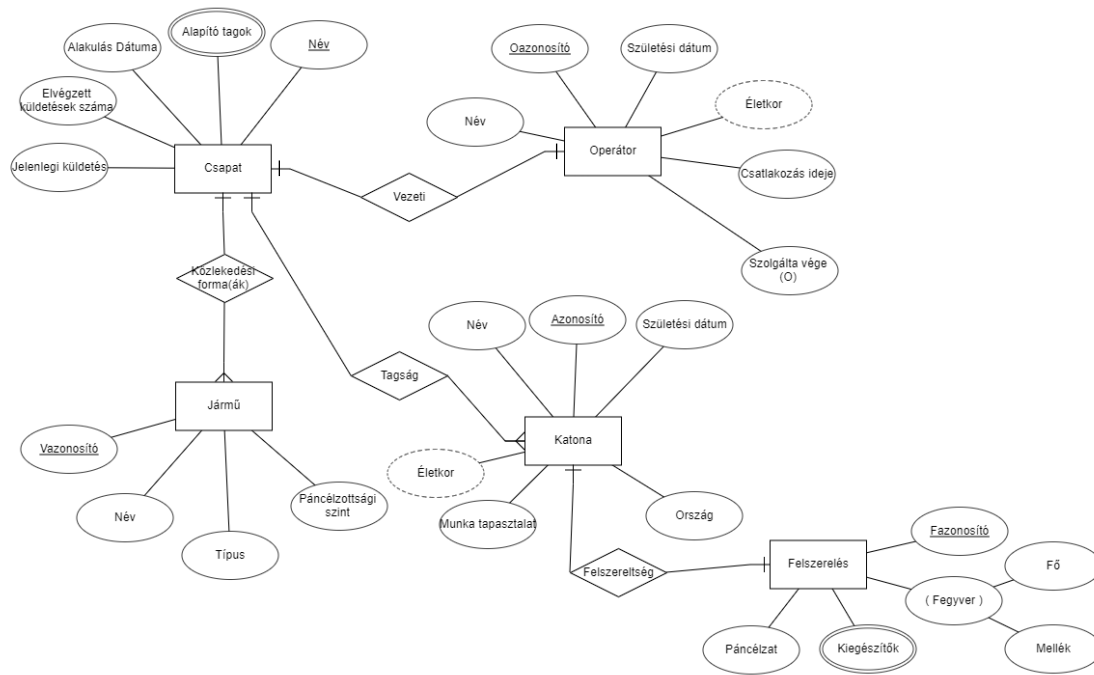 Alapító tagok
Alakulás Dátuma
Név
Elvégzett
küldetések száma
Jelenlegi küldetés
Csapat
Oazonosító
Születési dátum
Név
Életkor
Operátor
Csatlakozás ideje
Szolgálta vége
(O)
Vezeti
Közlekedési
forma(ák)
Tagság
Jármű
Vazonosító
Név
Típus
Páncélzottsági
szint
Név
Azonosító
Születési dátum
Katona
Életkor
Munka tapasztalat
Ország
Felszereltség
Felszerelés
Fazonosító
( Fegyver )
Fő
Mellék
Páncélzat
Kiegészítők